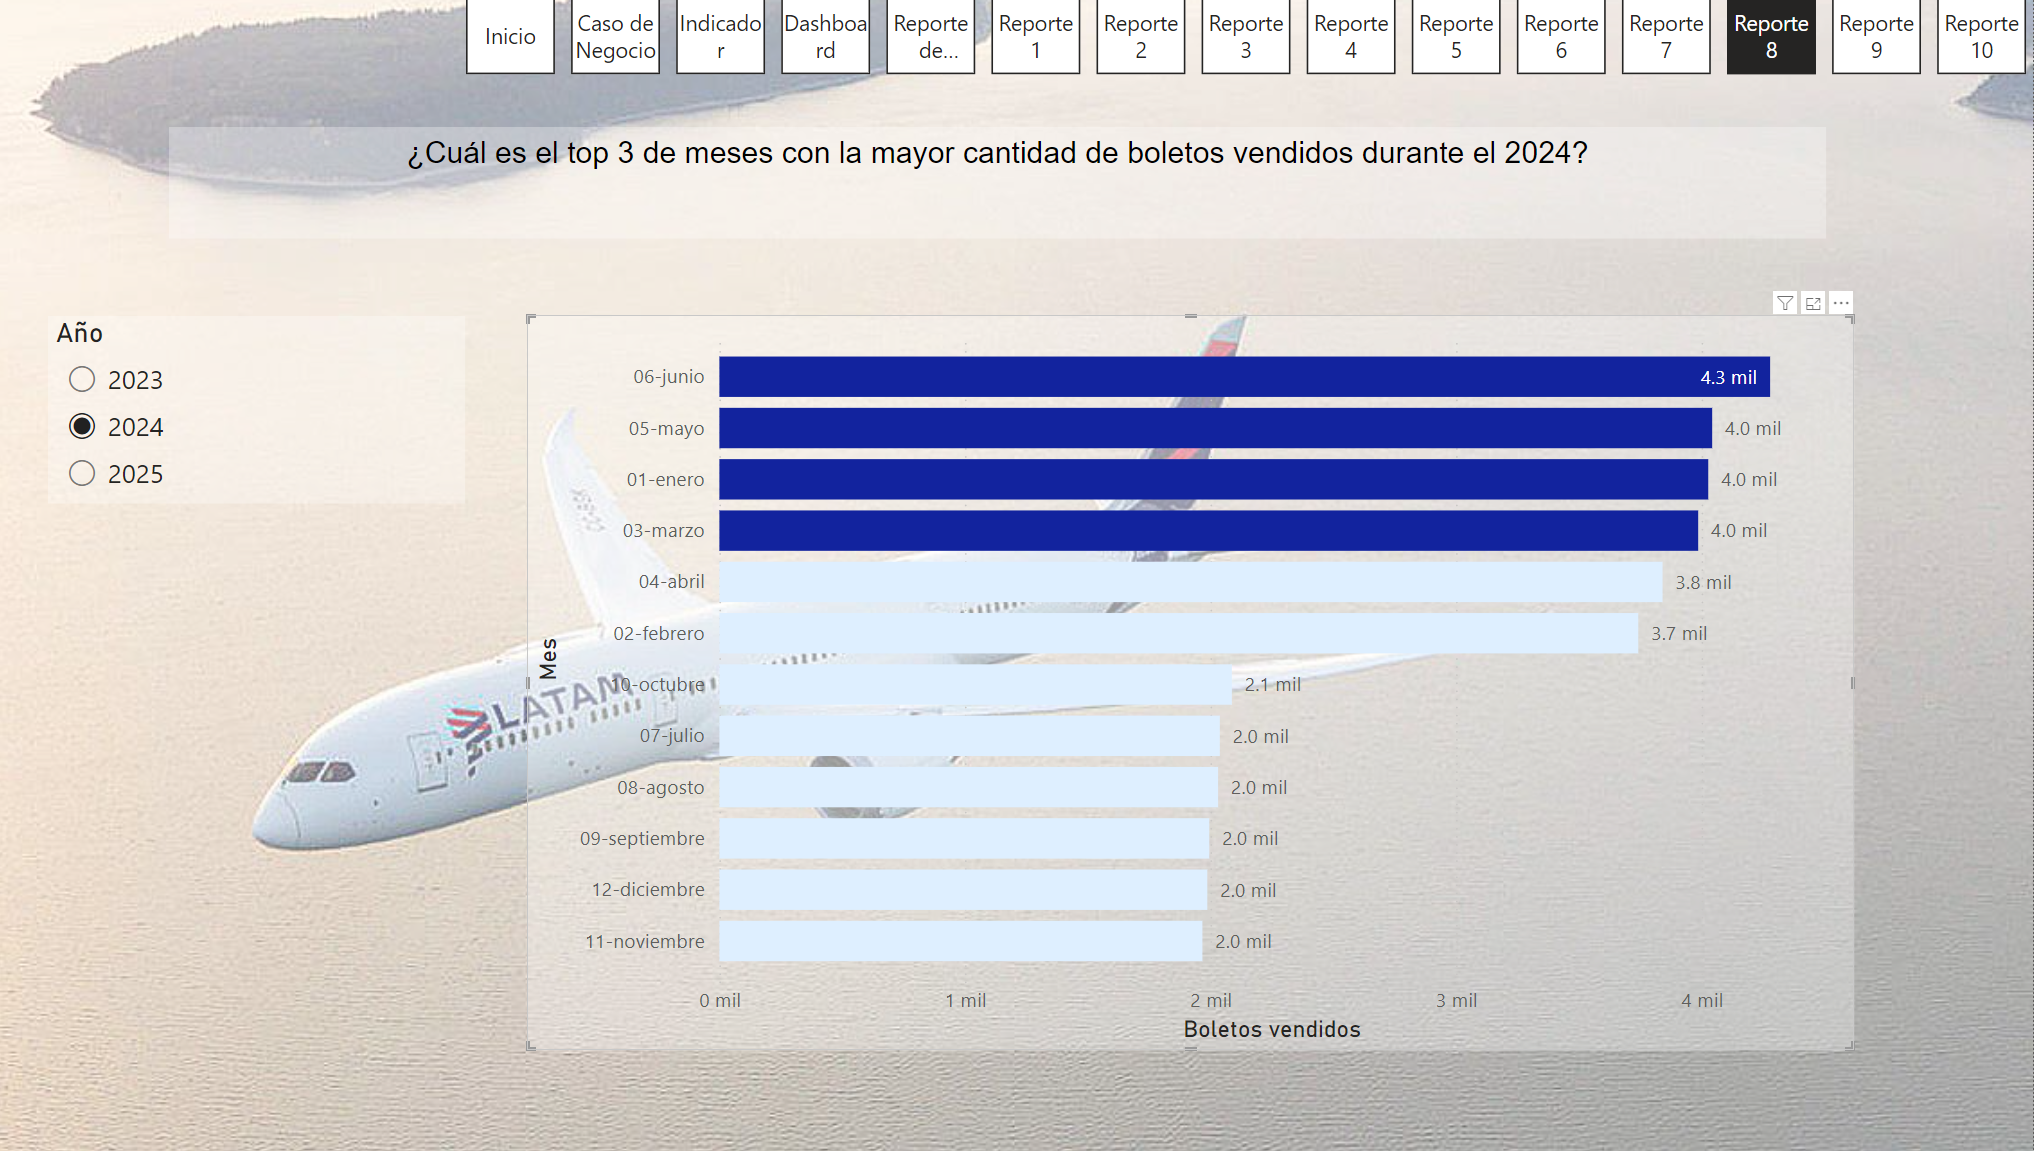 Inicio
Caso de
Negocio
Indicado
r
Dashboa
rd
Reporte
de...
Reporte
1
Reporte
2
Reporte
3
Reporte
4
Reporte
5
Reporte
6
Reporte
7
Reporte
8
Reporte
9
Reporte
10
¿Cuál es el top 3 de meses con la mayor cantidad de boletos vendidos durante el 2024?
Año
2023
2024
2025
Mes
06-junio 4.3 mil
05-mayo 4.0 mil
01-enero 4.0 mil
03-marzo 4.0 mil
04-abril 3.8 mil
02-febrero 3.7 mil
10-octubre 2.1 mil
07-julio 2.0 mil
08-agosto 2.0 mil
09-septiembre 2.0 mil
12-diciembre 2.0 mil
11-noviembre 2.0 mil
0 mil 1 mil 2 mil 3 mil 4 mil
Boletos vendidos
LATAM